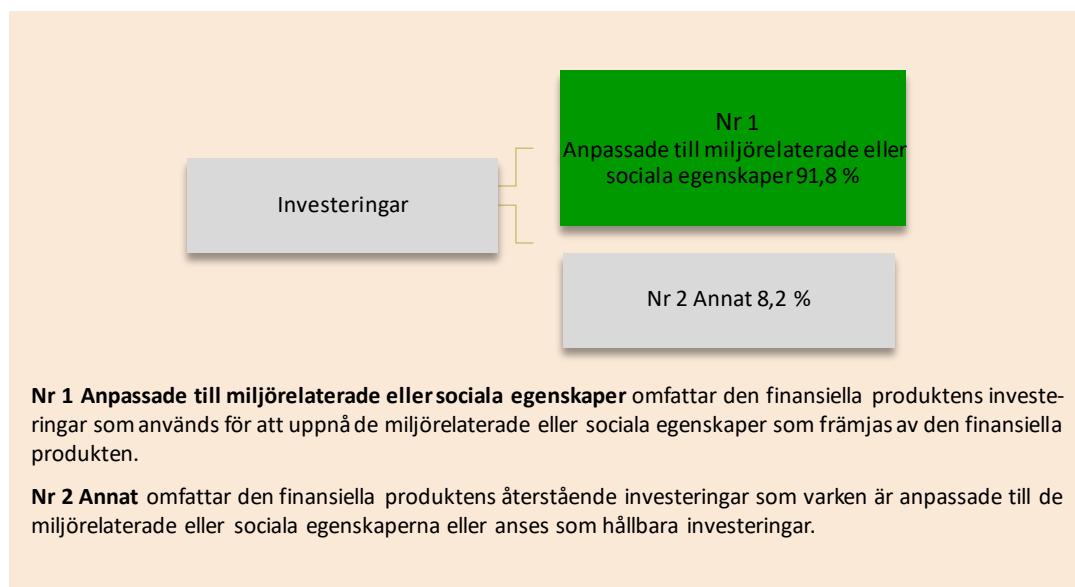 Nr 1
Anpassade till miljörelaterade eller
sociala egenskaper 91,8 %
Investeringar
Nr 2 Annat 8,2 %
Nr 1 Anpassade till miljörelaterade eller sociala egenskaper omfattar den finansiella produktens investe-
ringar som används för att uppnå de miljörelaterade eller sociala egenskaper som främjas av den finansiella
produkten.
Nr 2 Annat omfattar den finansiella produktens återstående investeringar som varken är anpassade till de
miljörelaterade eller sociala egenskaperna eller anses som hållbara investeringar.